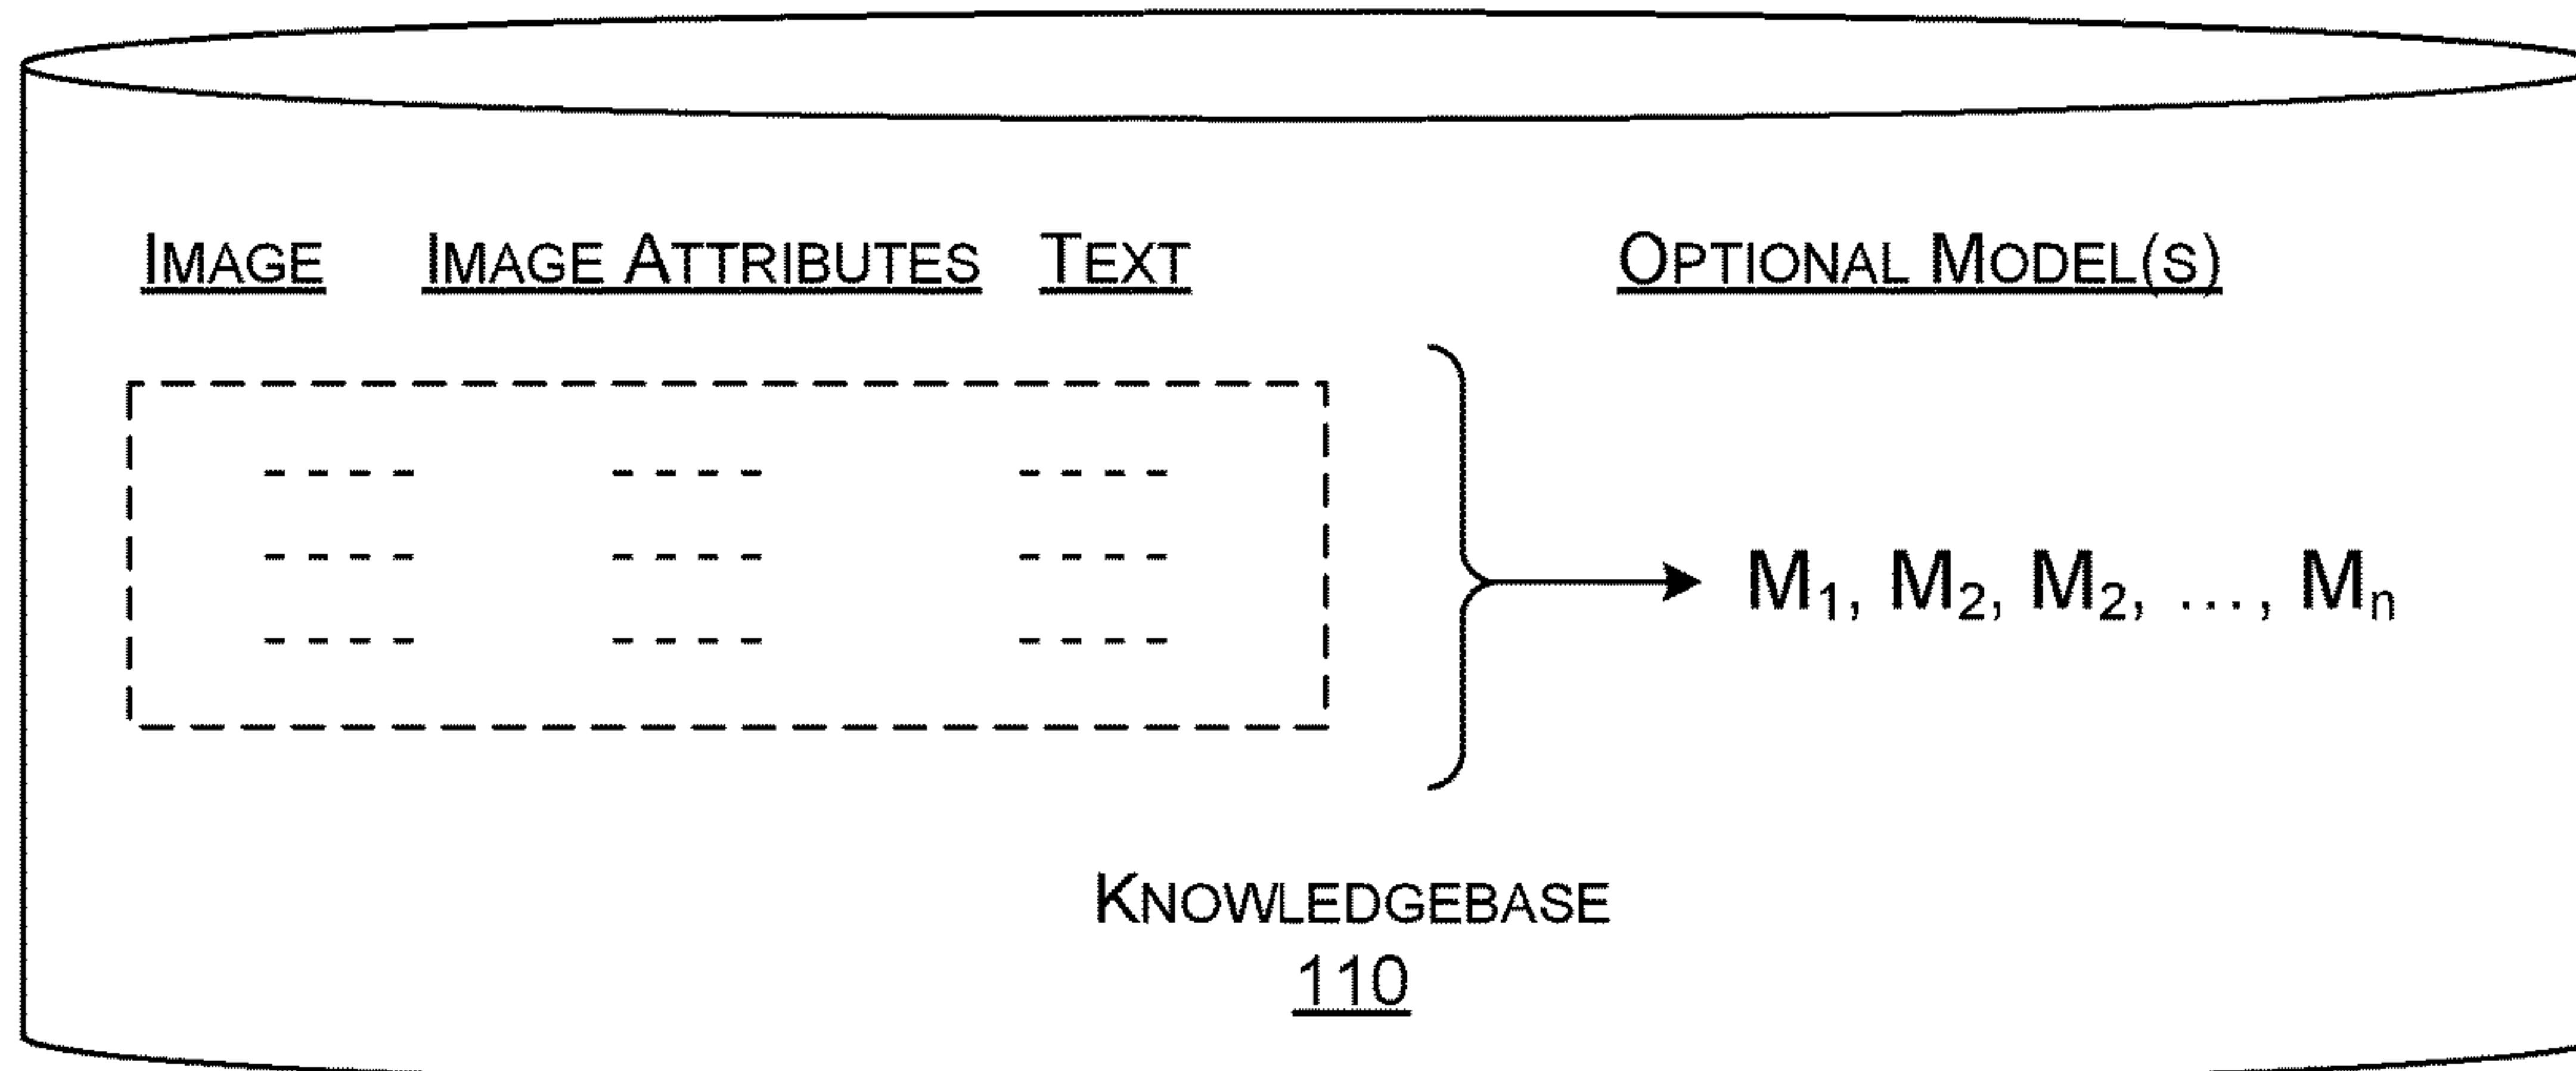 IMAGE IMAGE ATTRIBUTES TEXT OPTIONAL MODEL(S)
M₁, M₂, M₂, ..., Mₙ
KNOWLEDGEBASE
110